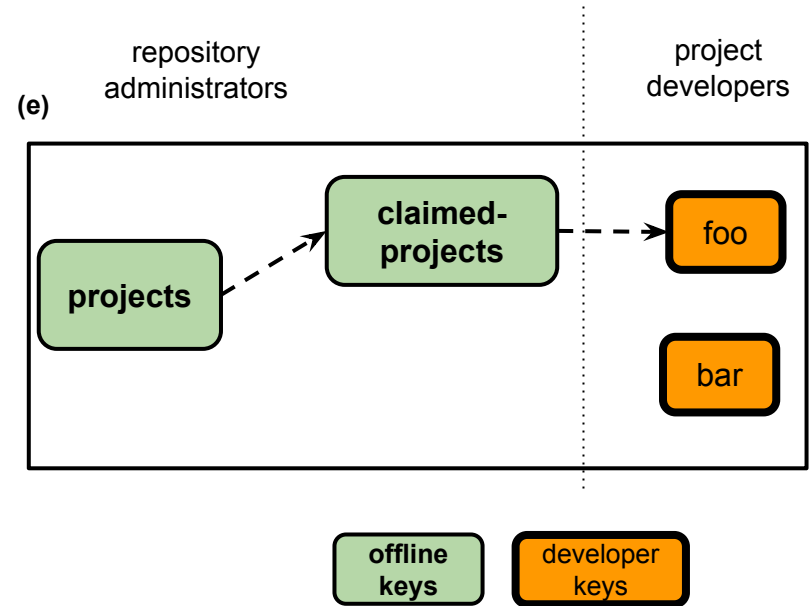 repository
administrators
project
developers
(e)
claimed-
projects
foo
projects
bar
offline
keys
developer
keys